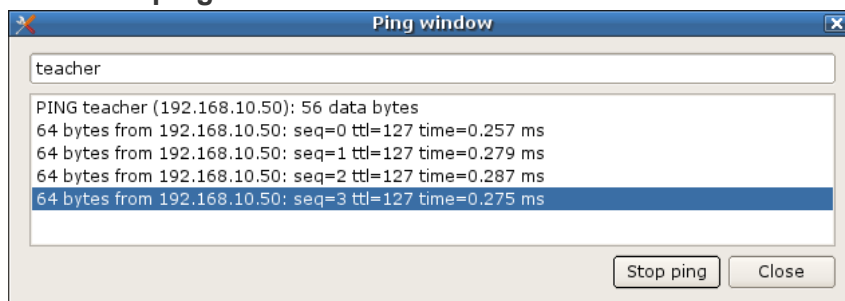 ping
Ping window
teacher
PING teacher (192.168.10.50): 56 data bytes
64 bytes from 192.168.10.50: seq=0 ttl=127 time=0.257 ms
64 bytes from 192.168.10.50: seq=1 ttl=127 time=0.279 ms
64 bytes from 192.168.10.50: seq=2 ttl=127 time=0.287 ms
64 bytes from 192.168.10.50: seq=3 ttl=127 time=0.275 ms
Stop ping Close